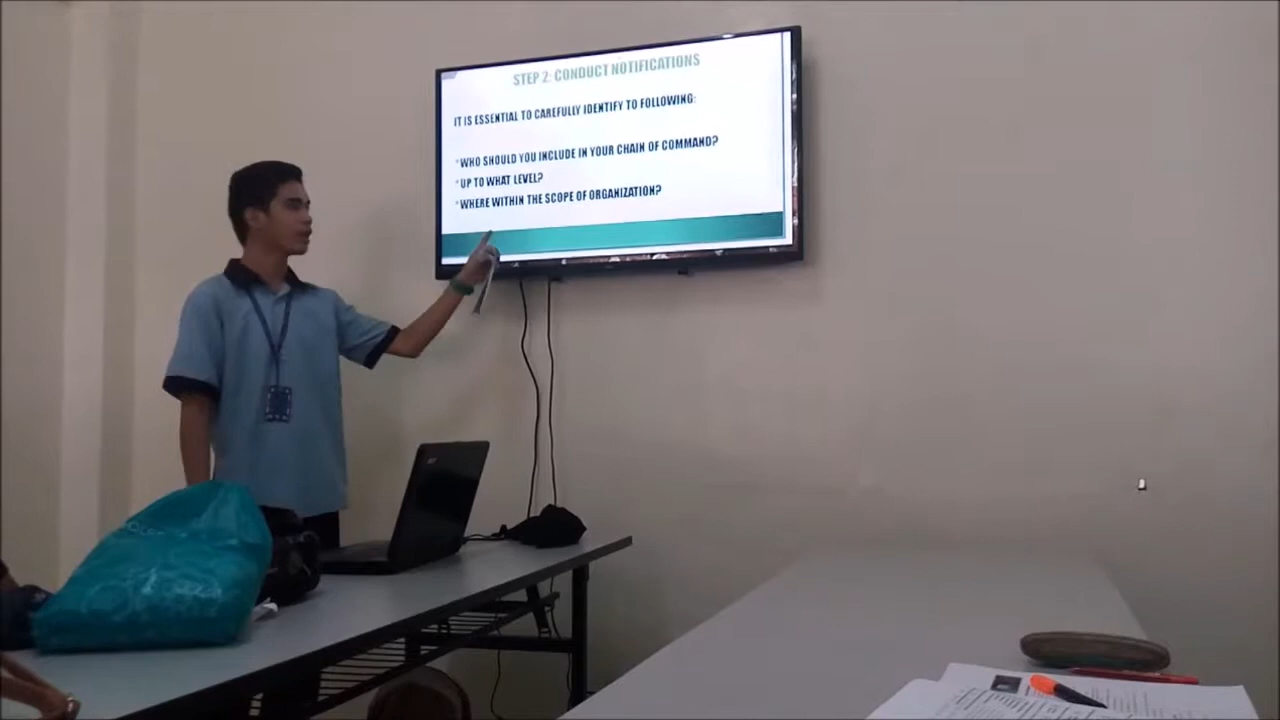 STEP 2: CONDUCT NOTIFICATIONS
IT IS ESSENTIAL TO CAREFULLY IDENTIFY TO FOLLOWING:
*WHO SHOULD YOU INCLUDE IN YOUR CHAIN OF COMMAND?
*UP TO WHAT LEVEL?
*WHERE WITHIN THE SCOPE OF ORGANIZATION?